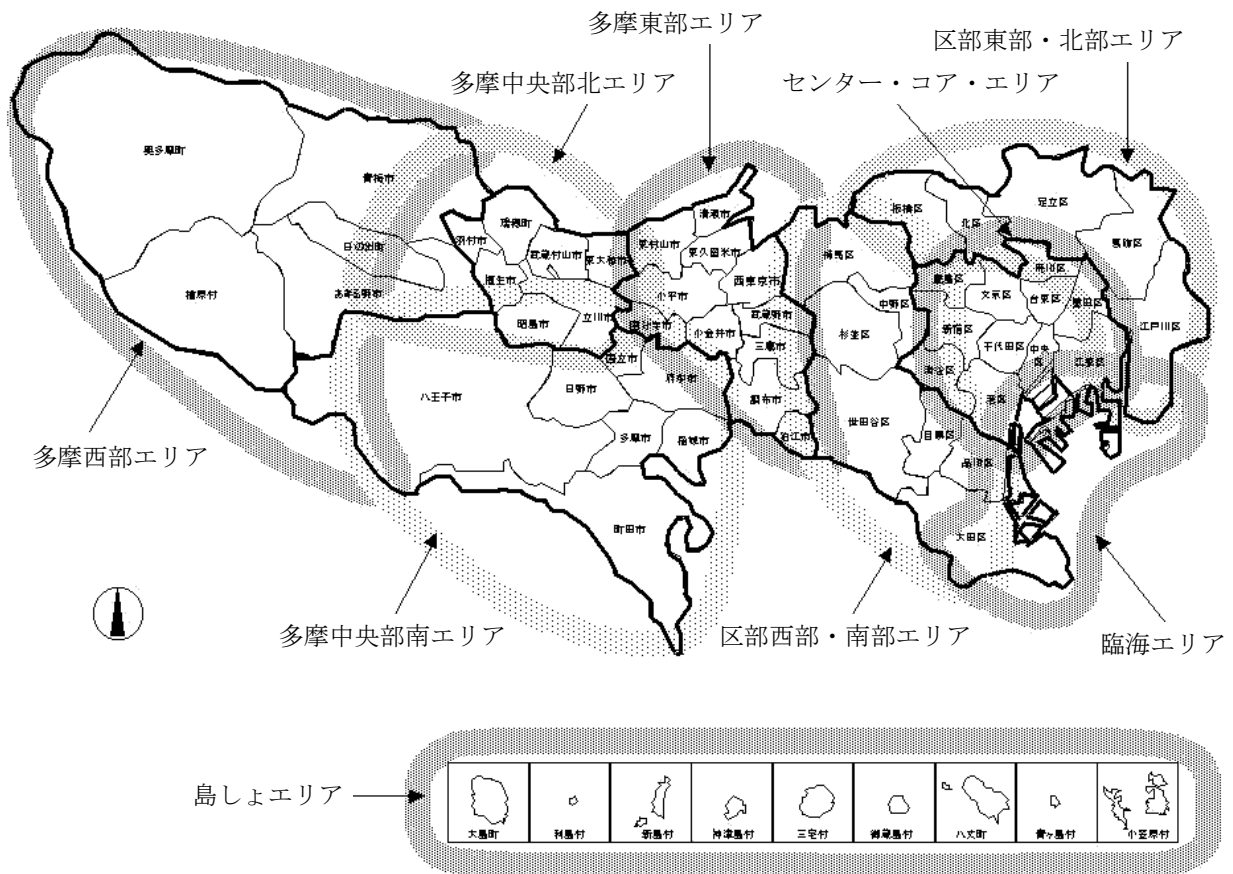 多摩東部エリア
区部東部・北部エリア
多摩中央部北エリア
センター・コア・エリア
奥多摩町
青梅市
日の出町
あきる野市
檜原村
瑞穂町
羽村市
武蔵村山市
東大和市
福生市
昭島市
立川市
清瀬市
東村山市
東久留米市
小平市
西東京市
国分寺市
小金井市
武蔵野市
三鷹市
国立市
府中市
調布市
狛江市
八王子市
日野市
多摩市
稲城市
町田市
練馬区
中野区
杉並区
世田谷区
目黒区
品川区
大田区
板橋区
北区
足立区
葛飾区
江戸川区
豊島区
文京区
荒川区
台東区
墨田区
新宿区
千代田区
中央区
江東区
渋谷区
港区
多摩西部エリア
多摩中央部南エリア
区部西部・南部エリア
臨海エリア
島しょエリア
大島町
利島村
新島村
神津島村
三宅村
御蔵島村
八丈町
青ヶ島村
小笠原村